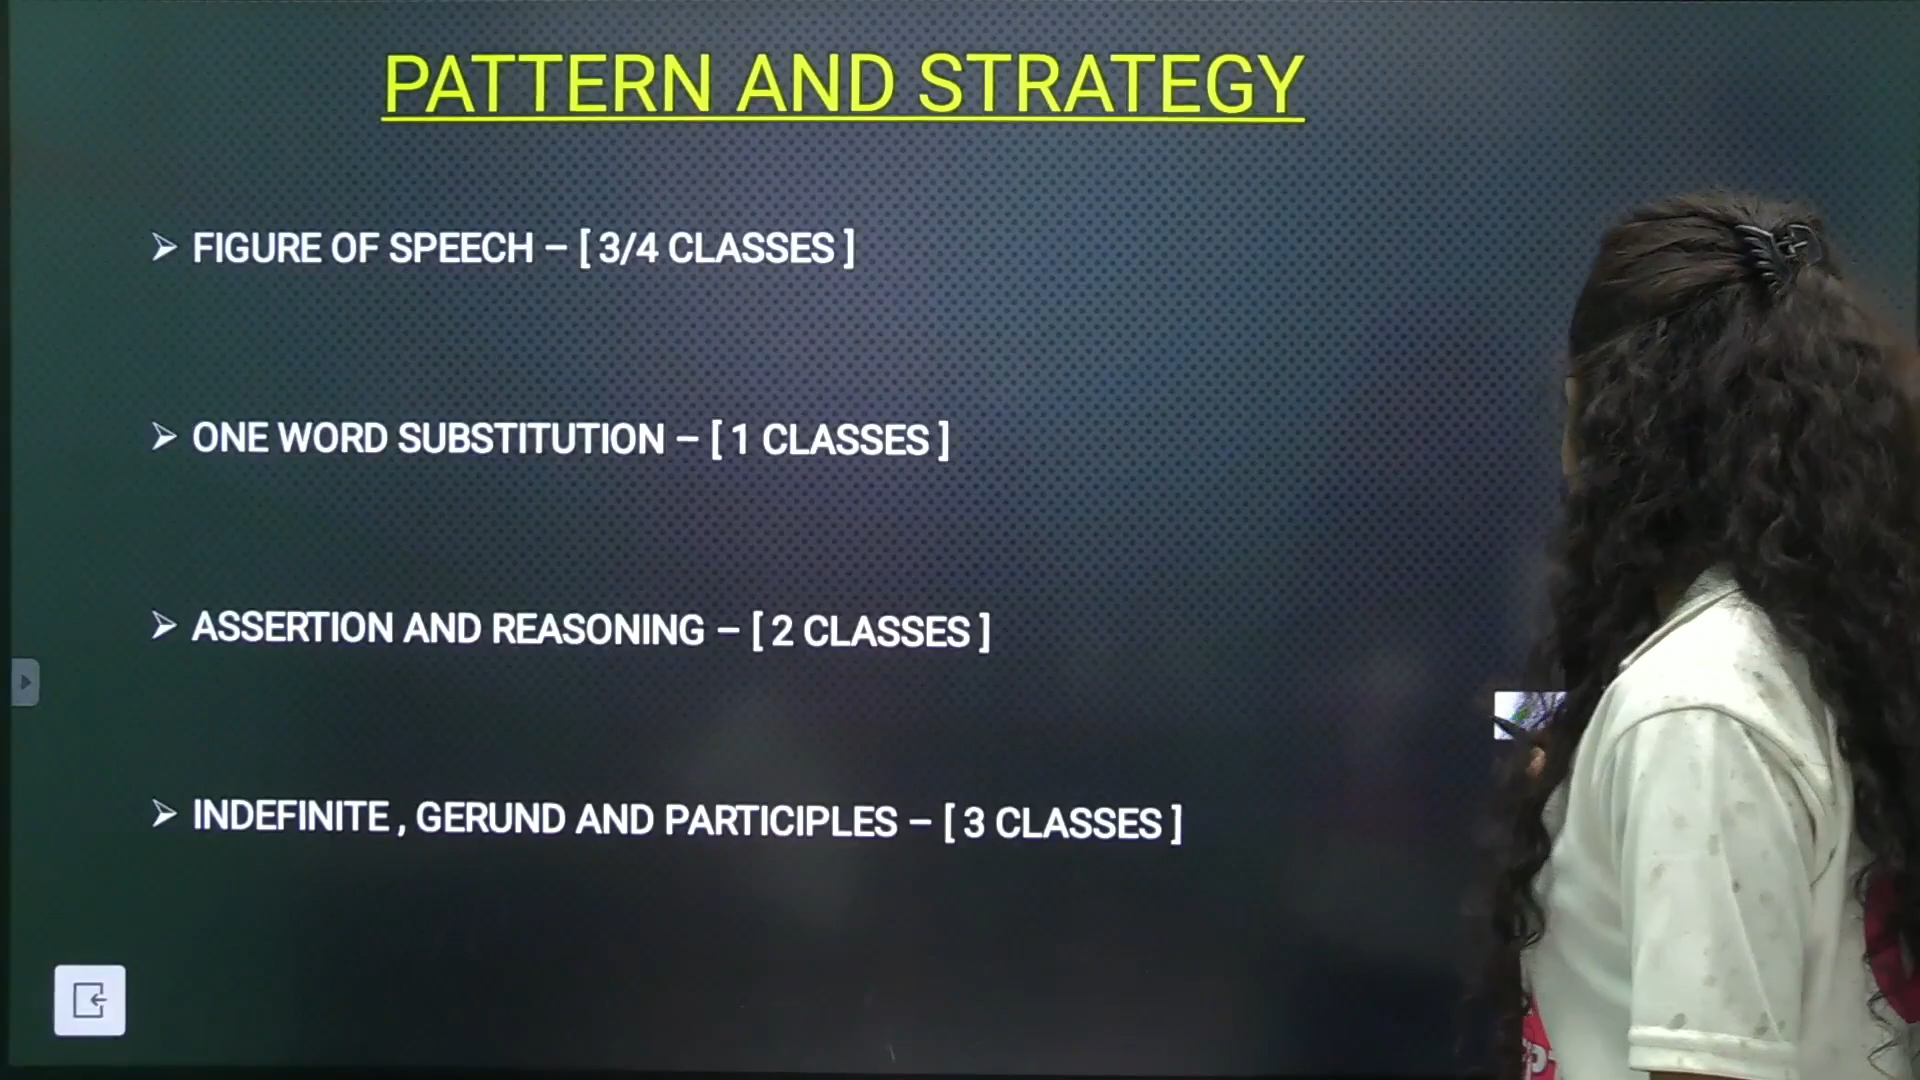 PATTERN AND STRATEGY
➢ FIGURE OF SPEECH – [ 3/4 CLASSES ]
➢ ONE WORD SUBSTITUTION – [ 1 CLASSES ]
➢ ASSERTION AND REASONING – [ 2 CLASSES ]
➢ INDEFINITE , GERUND AND PARTICIPLES – [ 3 CLASSES ]